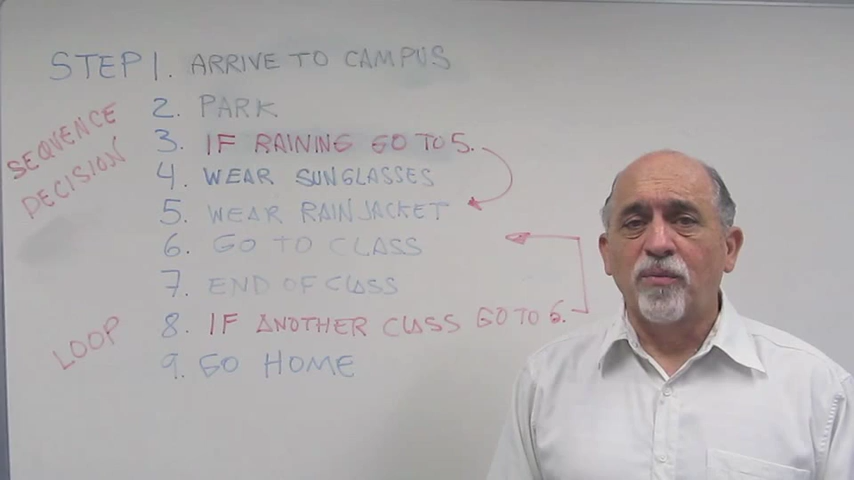 STEP 1. ARRIVE TO CAMPUS
2. PARK
SEQUENCE
3. IF RAINING GO TO 5.
DECISION
4. WEAR SUNGLASSES
5. WEAR RAINJACKET
6. GO TO CLASS
7. END OF CLASS
8. IF ANOTHER CLASS GO TO 6.
LOOP
9. GO HOME